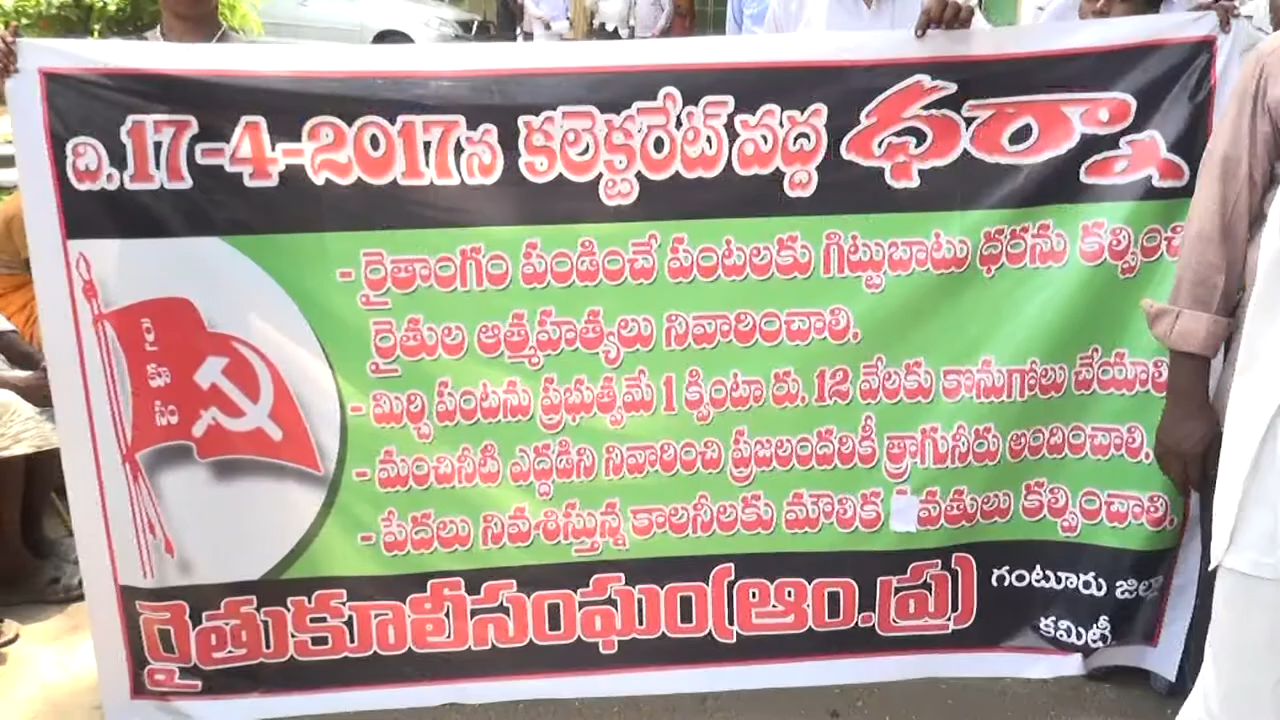 ది. 17-4-2017న కలెక్టరేట్ వద్ద ధర్నా
- రైతాంగం పండించే పంటలకు గిట్టుబాటు ధరను కల్పించి
రైతుల ఆత్మహత్యలు నివారించాలి.
- మిర్చి పంటను ప్రభుత్వమే 1 క్వింటా రు. 12 వేలకు కొనుగోలు చేయాలి
- మంచినీటి ఎద్దడిని నివారించి ప్రజలందరికీ త్రాగునీరు అందించాలి.
- పేదలు నివశిస్తున్న కాలనీలకు మౌలిక వతులు కల్పించాలి.
రై కూ సం
రైతుకూలీసంఘం(ఆం.ప్ర)
గంటూరు జిల్లా
కమిటీ